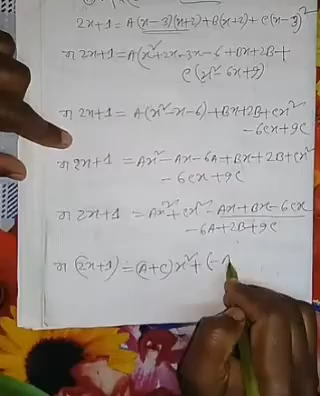 2x+1 = A(x-3)(x+2)+B(x+2)+C(x-3)²
বা 2x+1 = A(x²+2x-3x-6+Bx+2B+
C(x²-6x+9)
বা 2x+1 = A(x²-x-6)+Bx+2B+Cx²
-6Cx+9C
বা 2x+1 = Ax²-Ax-6A+Bx+2B+Cx²
-6Cx+9C
বা 2x+1 = Ax²+Cx²-Ax+Bx-6Cx
-6A+2B+9C
বা (2x+1) = (A+C)x²+(-A